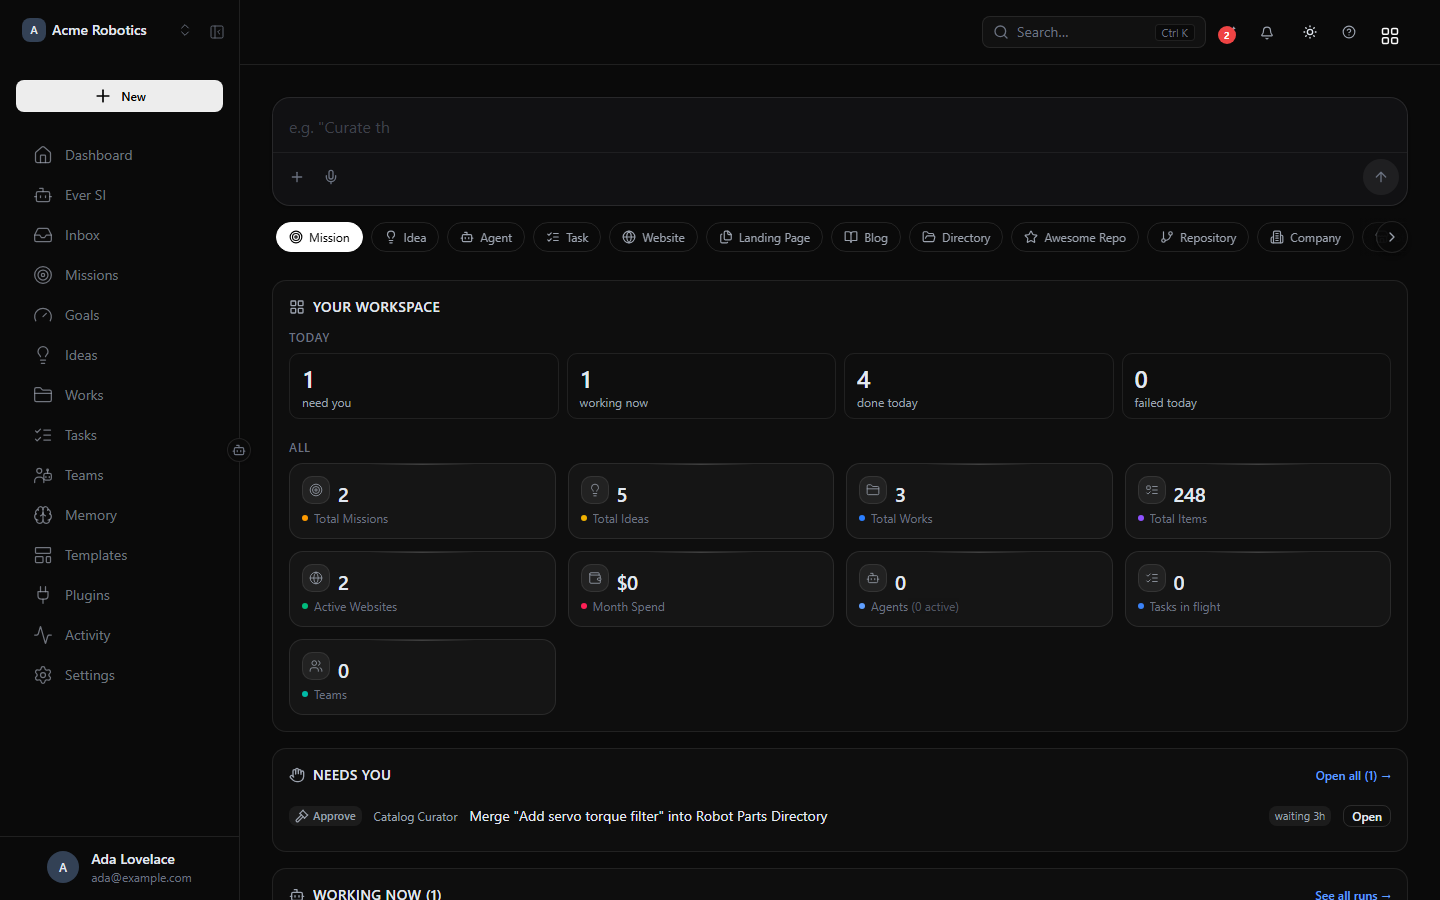 A Acme Robotics
Search... Ctrl K
2
New
Dashboard
Ever SI
Inbox
Missions
Goals
Ideas
Works
Tasks
Teams
Memory
Templates
Plugins
Activity
Settings
A Ada Lovelace
ada@example.com
e.g. "Curate th
Mission Idea Agent Task Website Landing Page Blog Directory Awesome Repo Repository Company
YOUR WORKSPACE
TODAY
1
need you
1
working now
4
done today
0
failed today
ALL
2
Total Missions
5
Total Ideas
3
Total Works
248
Total Items
2
Active Websites
$0
Month Spend
0
Agents (0 active)
0
Tasks in flight
0
Teams
NEEDS YOU Open all (1) →
Approve Catalog Curator Merge "Add servo torque filter" into Robot Parts Directory waiting 3h Open
WORKING NOW (1) See all runs →